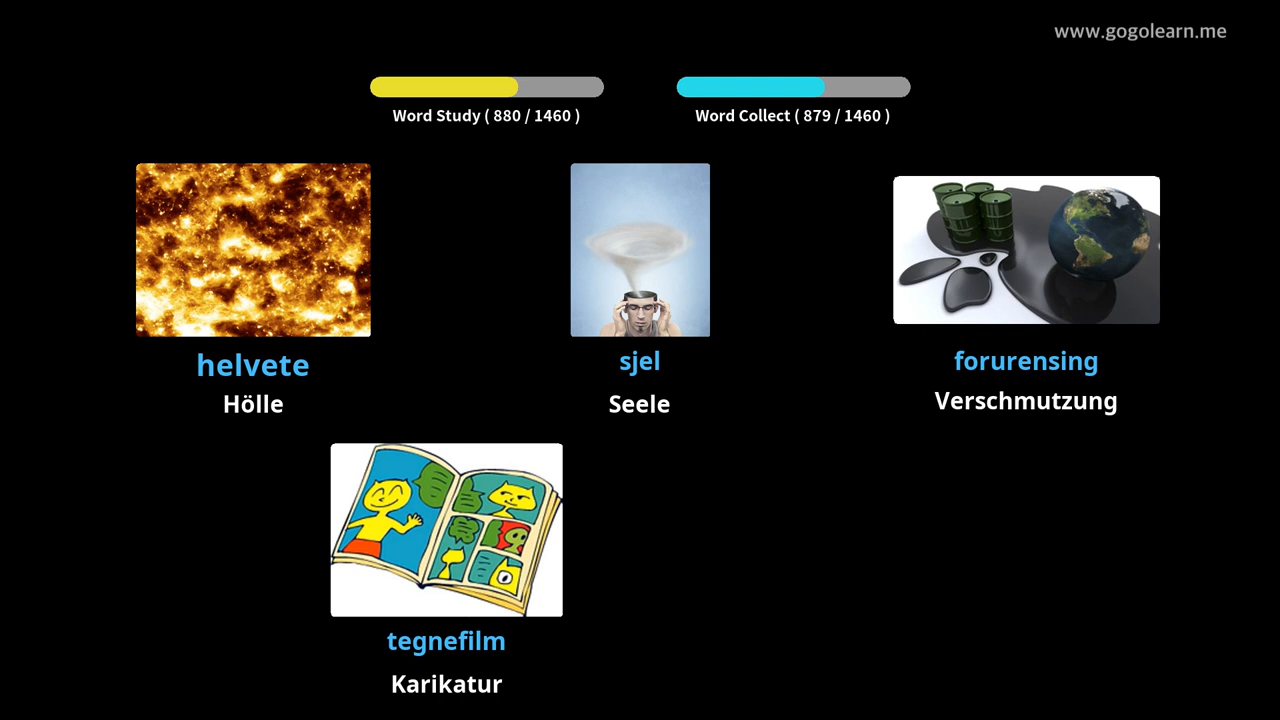 www.gogolearn.me
Word Study ( 880 / 1460 )
Word Collect ( 879 / 1460 )
helvete
Hölle
sjel
Seele
forurensing
Verschmutzung
tegnefilm
Karikatur